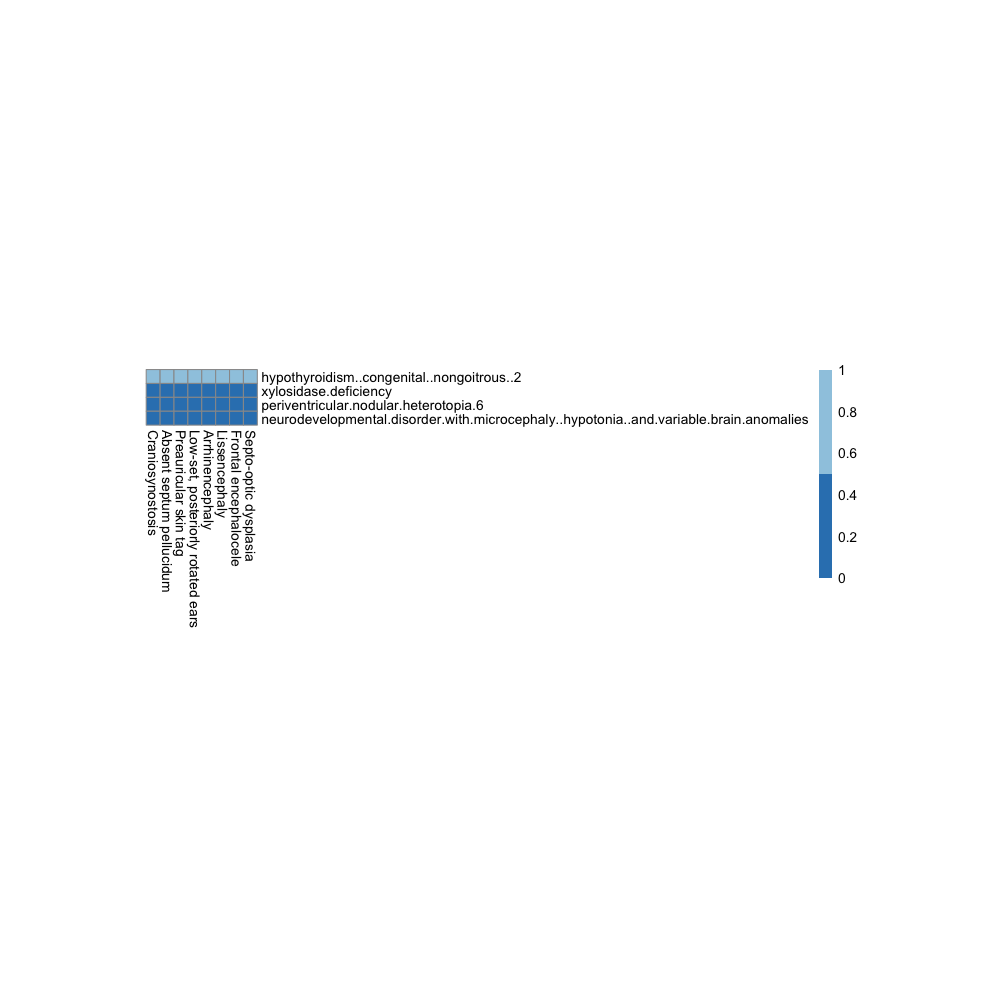 hypothyroidism..congenital..nongoitrous..2
xylosidase.deficiency
periventricular.nodular.heterotopia.6
neurodevelopmental.disorder.with.microcephaly..hypotonia..and.variable.brain.anomalies
Craniosynostosis
Absent septum pellucidum
Preauricular skin tag
Low-set, posteriorly rotated ears
Arrhinencephaly
Lissencephaly
Frontal encephalocele
Septo-optic dysplasia
1
0.8
0.6
0.4
0.2
0